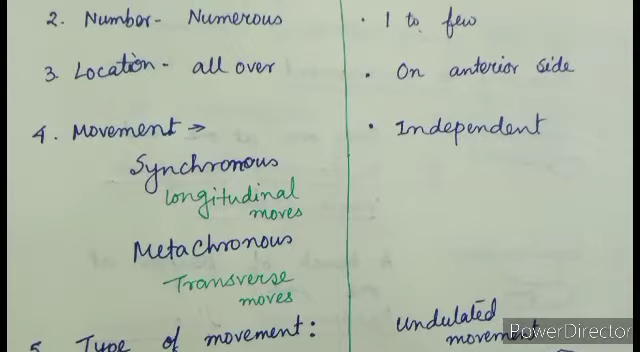 2. Number- Numerous
• 1 to few
3. Location - all over
• On anterior side
4. Movement →
• Independent
Synchronous
Longitudinal
moves
Metachronous
Transverse
moves
5. Type of movement:
undulated
movement
PowerDirector